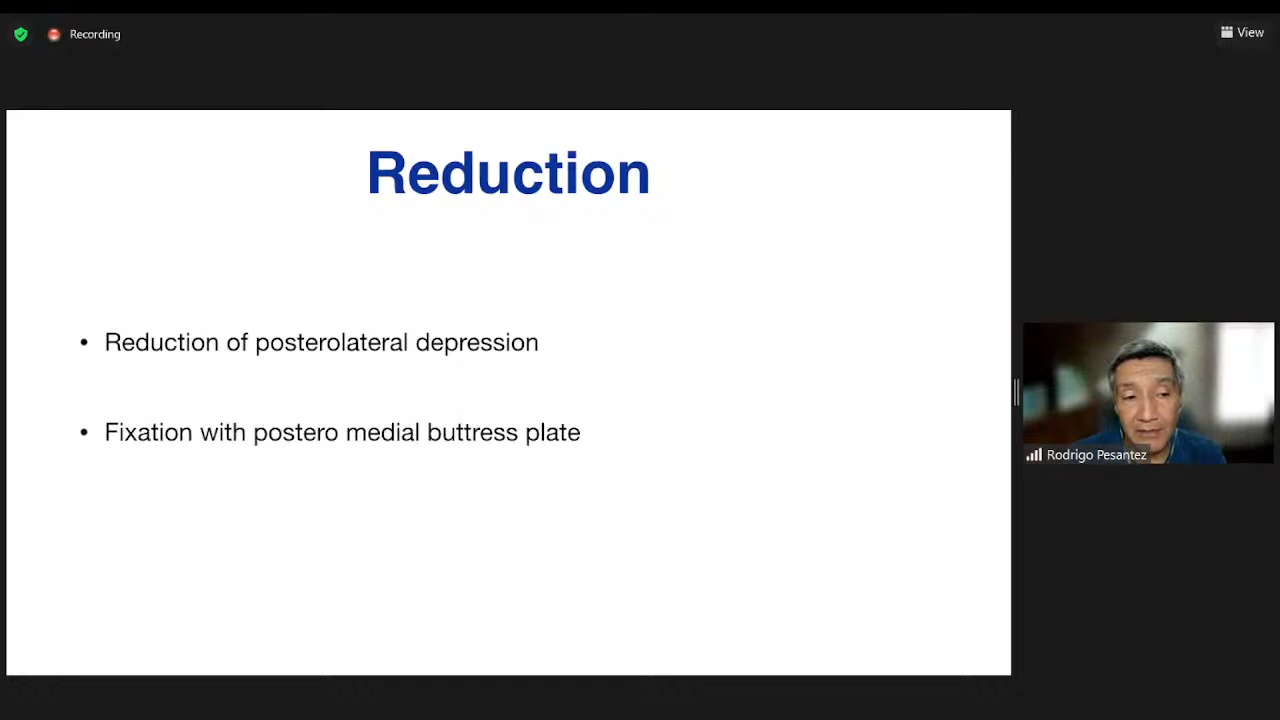 Recording
View
Reduction
• Reduction of posterolateral depression
• Fixation with postero medial buttress plate
Rodrigo Pesantez